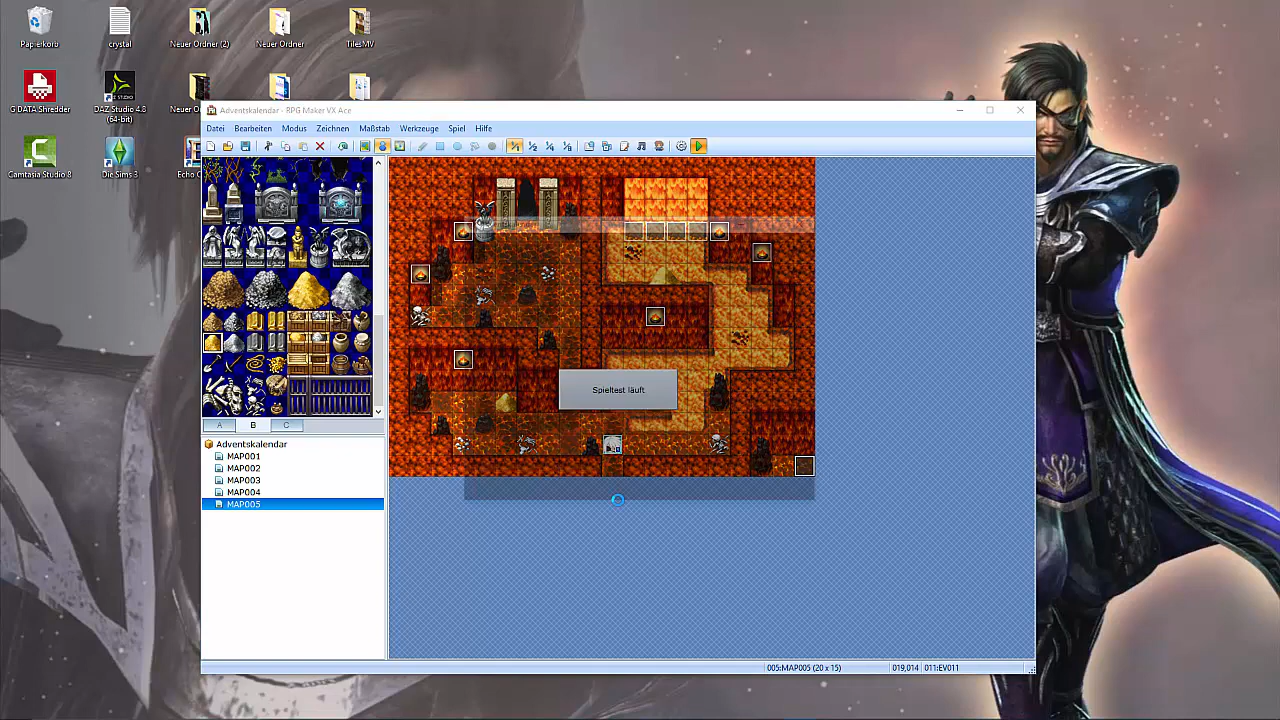 Papierkorb
crystal
Neuer Ordner (2)
Neuer Ordner
TilesMV
G DATA Shredder
DAZ Studio 4.8
(64-bit)
Neuer O
Camtasia Studio 8
Die Sims 3
Echo
Adventskalendar - RPG Maker VX Ace
Datei Bearbeiten Modus Zeichnen Maßstab Werkzeuge Spiel Hilfe
A B C
Adventskalendar
MAP001
MAP002
MAP003
MAP004
MAP005
Spieltest läuft
005:MAP005 (20 x 15) 019,014 011:EV011